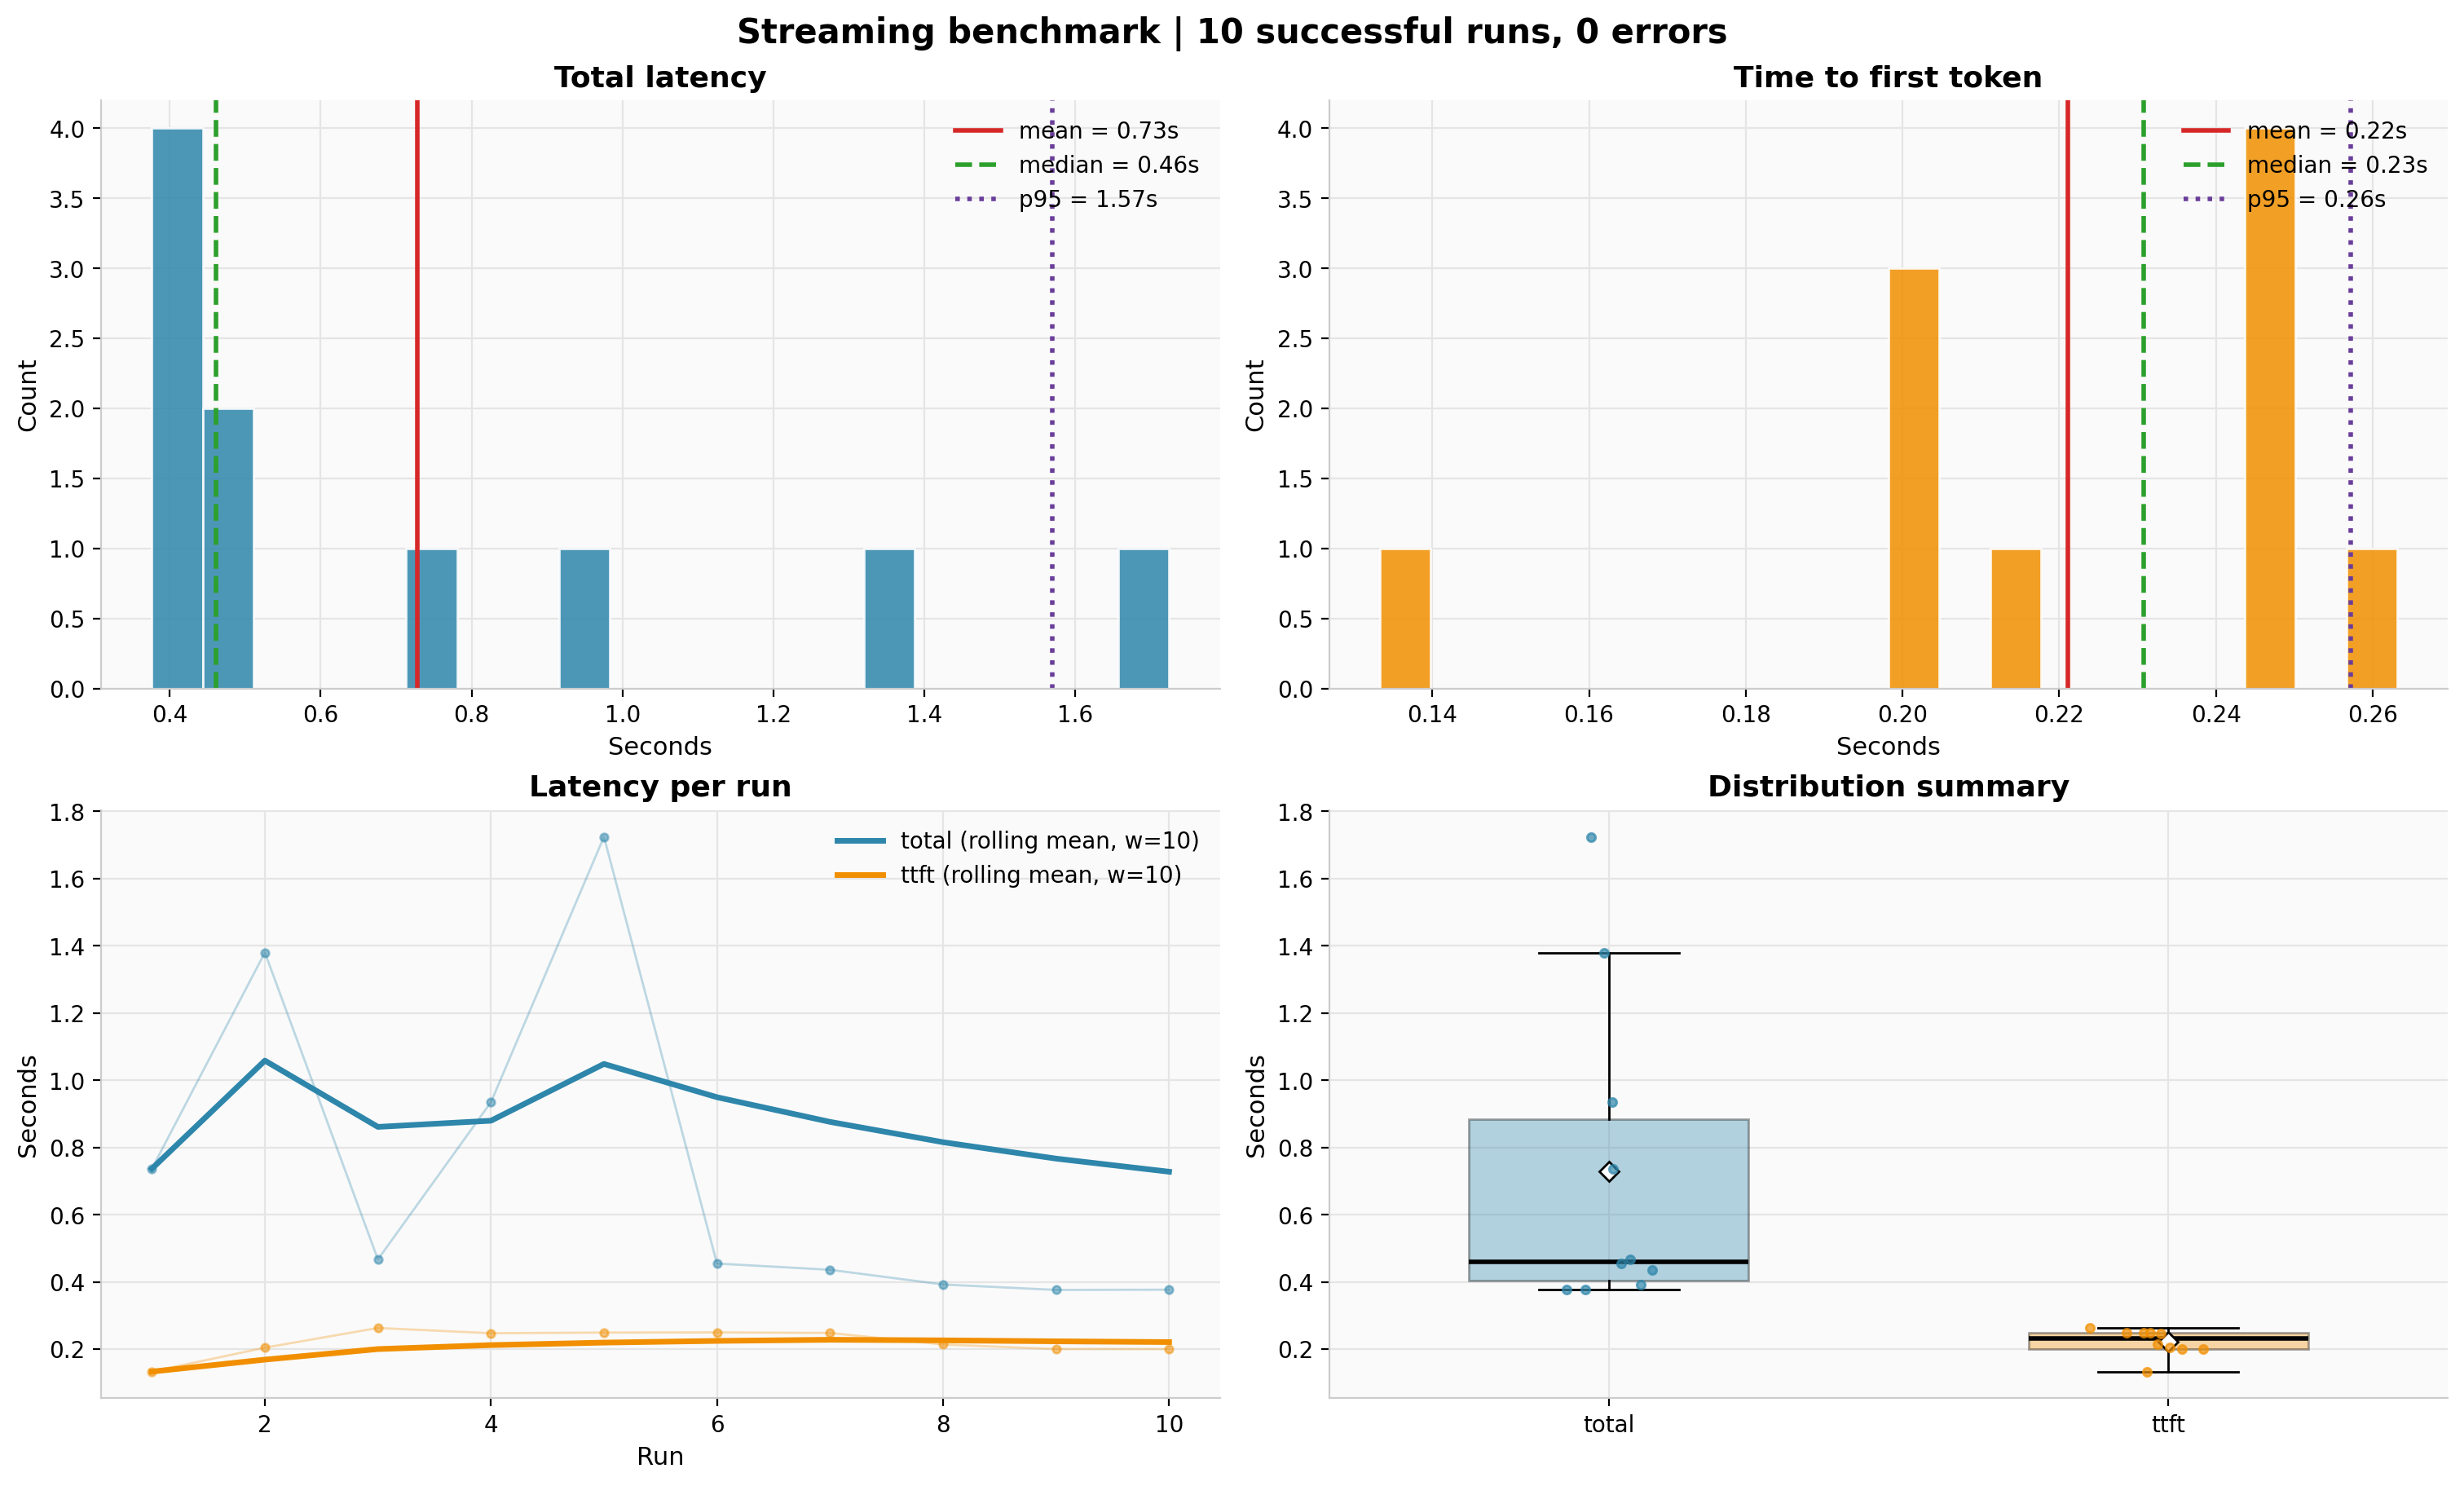 Streaming benchmark | 10 successful runs, 0 errors
Total latency
mean = 0.73s
median = 0.46s
p95 = 1.57s
4.0
3.5
3.0
2.5
2.0
1.5
1.0
0.5
0.0
Count
0.4 0.6 0.8 1.0 1.2 1.4 1.6
Seconds
Time to first token
mean = 0.22s
median = 0.23s
p95 = 0.26s
4.0
3.5
3.0
2.5
2.0
1.5
1.0
0.5
0.0
Count
0.14 0.16 0.18 0.20 0.22 0.24 0.26
Seconds
Latency per run
total (rolling mean, w=10)
ttft (rolling mean, w=10)
1.8
1.6
1.4
1.2
1.0
0.8
0.6
0.4
0.2
Seconds
2 4 6 8 10
Run
Distribution summary
1.8
1.6
1.4
1.2
1.0
0.8
0.6
0.4
0.2
Seconds
total ttft